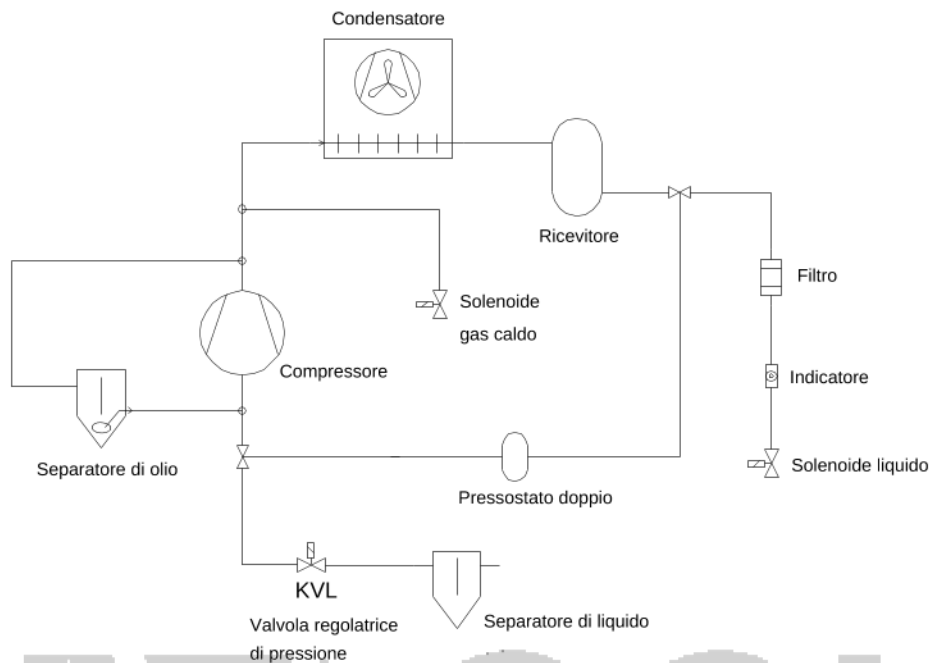 Condensatore
Ricevitore
Filtro
Solenoide
gas caldo
Compressore
Indicatore
Separatore di olio
Solenoide liquido
Pressostato doppio
KVL
Separatore di liquido
Valvola regolatrice
di pressione